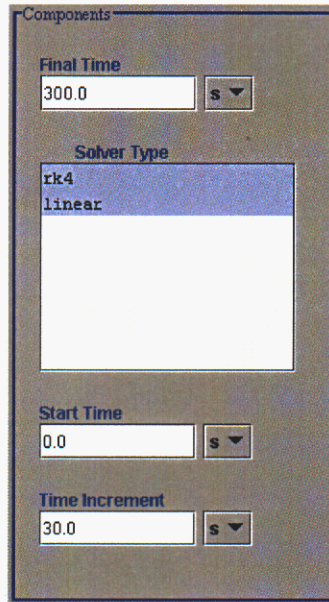 Components
Final Time
300.0 s
Solver Type
rk4
linear
Start Time
0.0 s
Time Increment
30.0 s